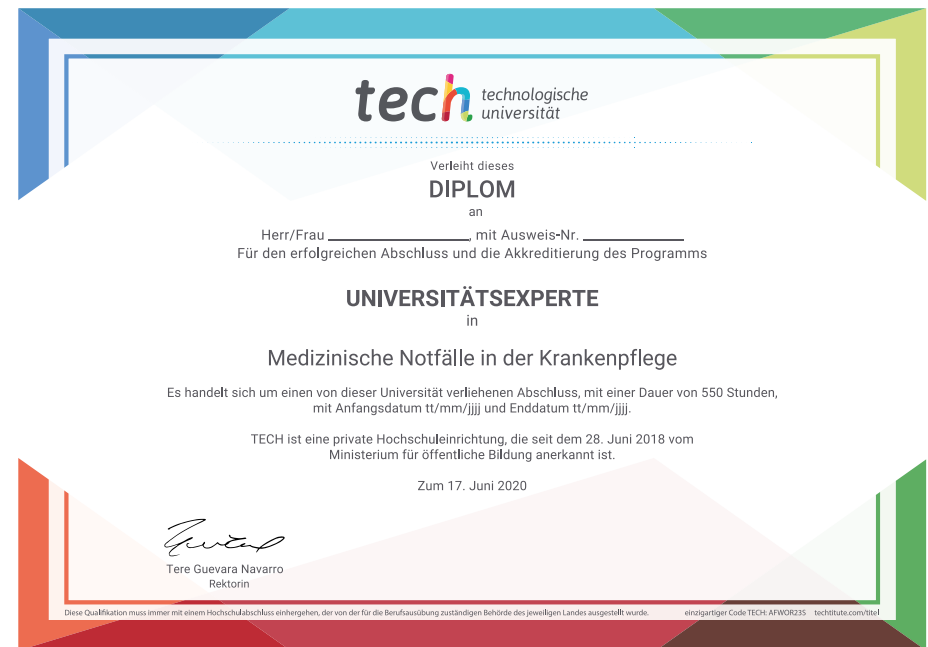 tech technologische
universität
Verleiht dieses
DIPLOM
an
Herr/Frau ____________________, mit Ausweis-Nr. ______________
Für den erfolgreichen Abschluss und die Akkreditierung des Programms
UNIVERSITÄTSEXPERTE
in
Medizinische Notfälle in der Krankenpflege
Es handelt sich um einen von dieser Universität verliehenen Abschluss, mit einer Dauer von 550 Stunden,
mit Anfangsdatum tt/mm/jjjj und Enddatum tt/mm/jjjj.
TECH ist eine private Hochschuleinrichtung, die seit dem 28. Juni 2018 vom
Ministerium für öffentliche Bildung anerkannt ist.
Zum 17. Juni 2020
Tere Guevara Navarro
Rektorin
Diese Qualifikation muss immer mit einem Hochschulabschluss einhergehen, der von der für die Berufsausübung zuständigen Behörde des jeweiligen Landes ausgestellt wurde. einzigartiger Code TECH: AFWOR23S techtitute.com/titel